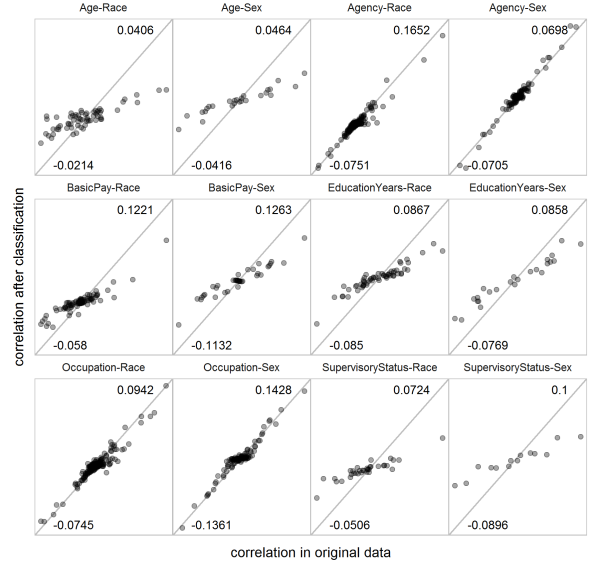 Age-Race Age-Sex Agency-Race Agency-Sex
0.0406 0.0464 0.1652 0.0698
-0.0214 -0.0416 -0.0751 -0.0705
BasicPay-Race BasicPay-Sex EducationYears-Race EducationYears-Sex
0.1221 0.1263 0.0867 0.0858
-0.058 -0.1132 -0.085 -0.0769
Occupation-Race Occupation-Sex SupervisoryStatus-Race SupervisoryStatus-Sex
0.0942 0.1428 0.0724 0.1
-0.0745 -0.1361 -0.0506 -0.0896
correlation after classification
correlation in original data